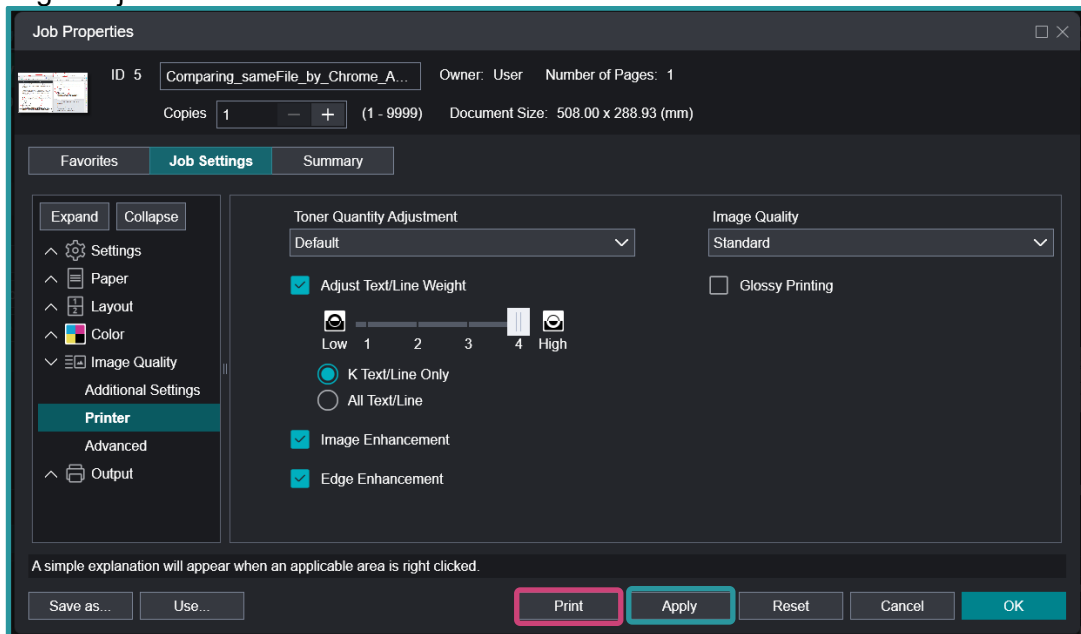 Job Properties
ID 5 Comparing_sameFile_by_Chrome_A... Owner: User Number of Pages: 1
Copies 1 (1 - 9999) Document Size: 508.00 x 288.93 (mm)
Favorites Job Settings Summary
Expand Collapse
Settings
Paper
Layout
Color
Image Quality
Additional Settings
Printer
Advanced
Output
Toner Quantity Adjustment
Default
Adjust Text/Line Weight
Low 1 2 3 4 High
K Text/Line Only
All Text/Line
Image Enhancement
Edge Enhancement
Image Quality
Standard
Glossy Printing
A simple explanation will appear when an applicable area is right clicked.
Save as... Use... Print Apply Reset Cancel OK